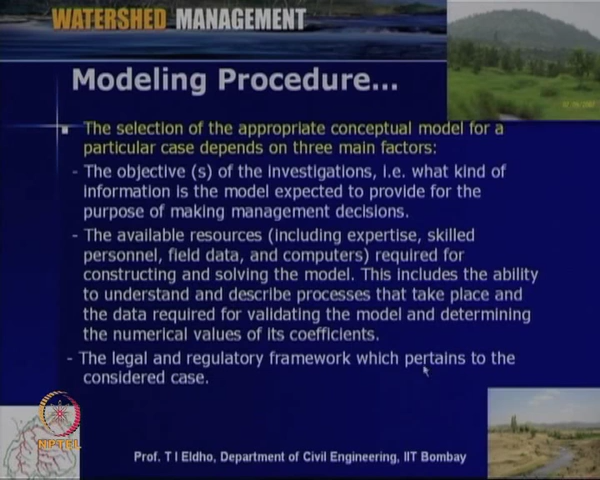 WATERSHED MANAGEMENT
Modeling Procedure...
The selection of the appropriate conceptual model for a
particular case depends on three main factors:
- The objective (s) of the investigations, i.e. what kind of
information is the model expected to provide for the
purpose of making management decisions.
- The available resources (including expertise, skilled
personnel, field data, and computers) required for
constructing and solving the model. This includes the ability
to understand and describe processes that take place and
the data required for validating the model and determining
the numerical values of its coefficients.
- The legal and regulatory framework which pertains to the
considered case.
NPTEL
Prof. T I Eldho, Department of Civil Engineering, IIT Bombay